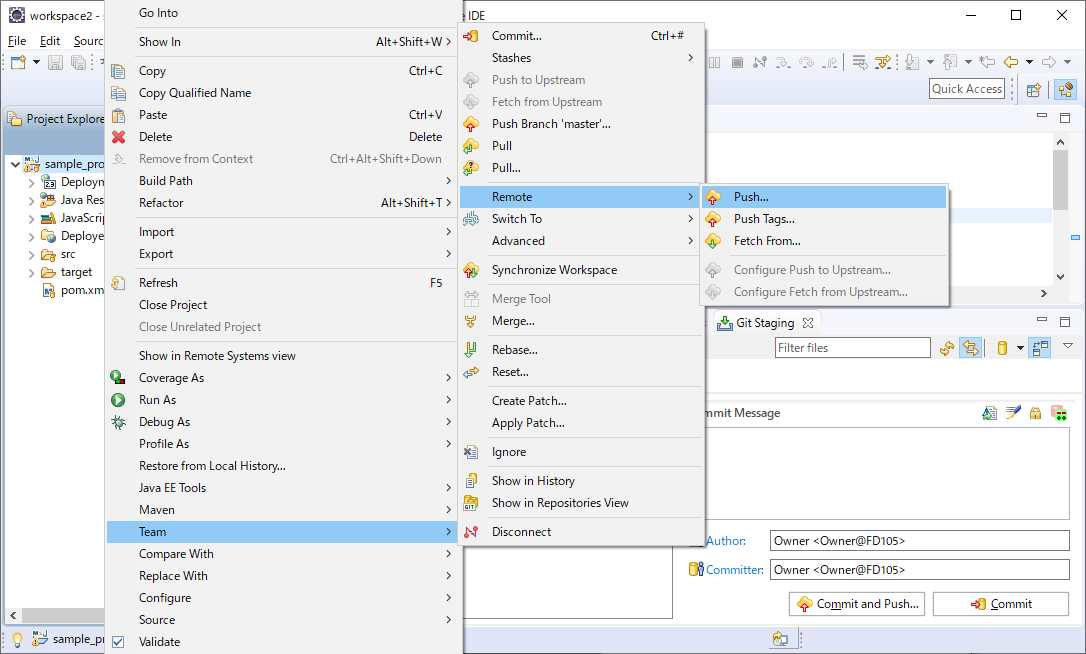 workspace2 - s
e IDE
File Edit Sourc
Quick Access
Project Explore
sample_pro
Deploym
Java Res
JavaScrip
Deploye
src
target
pom.xm
Go Into
Show In Alt+Shift+W >
Copy Ctrl+C
Copy Qualified Name
Paste Ctrl+V
Delete Delete
Remove from Context Ctrl+Alt+Shift+Down
Build Path
Refactor Alt+Shift+T >
Import
Export
Refresh F5
Close Project
Close Unrelated Project
Show in Remote Systems view
Coverage As
Run As
Debug As
Profile As
Restore from Local History...
Java EE Tools
Maven
Team
Compare With
Replace With
Configure
Source
Validate
Commit... Ctrl+#
Stashes
Push to Upstream
Fetch from Upstream
Push Branch 'master'...
Pull
Pull...
Remote
Switch To
Advanced
Synchronize Workspace
Merge Tool
Merge...
Rebase...
Reset...
Create Patch...
Apply Patch...
Ignore
Show in History
Show in Repositories View
Disconnect
Push...
Push Tags...
Fetch From...
Configure Push to Upstream...
Configure Fetch from Upstream...
Git Staging
Filter files
mmit Message
Author: Owner <Owner@FD105>
Committer: Owner <Owner@FD105>
Commit and Push... Commit
sample_pr